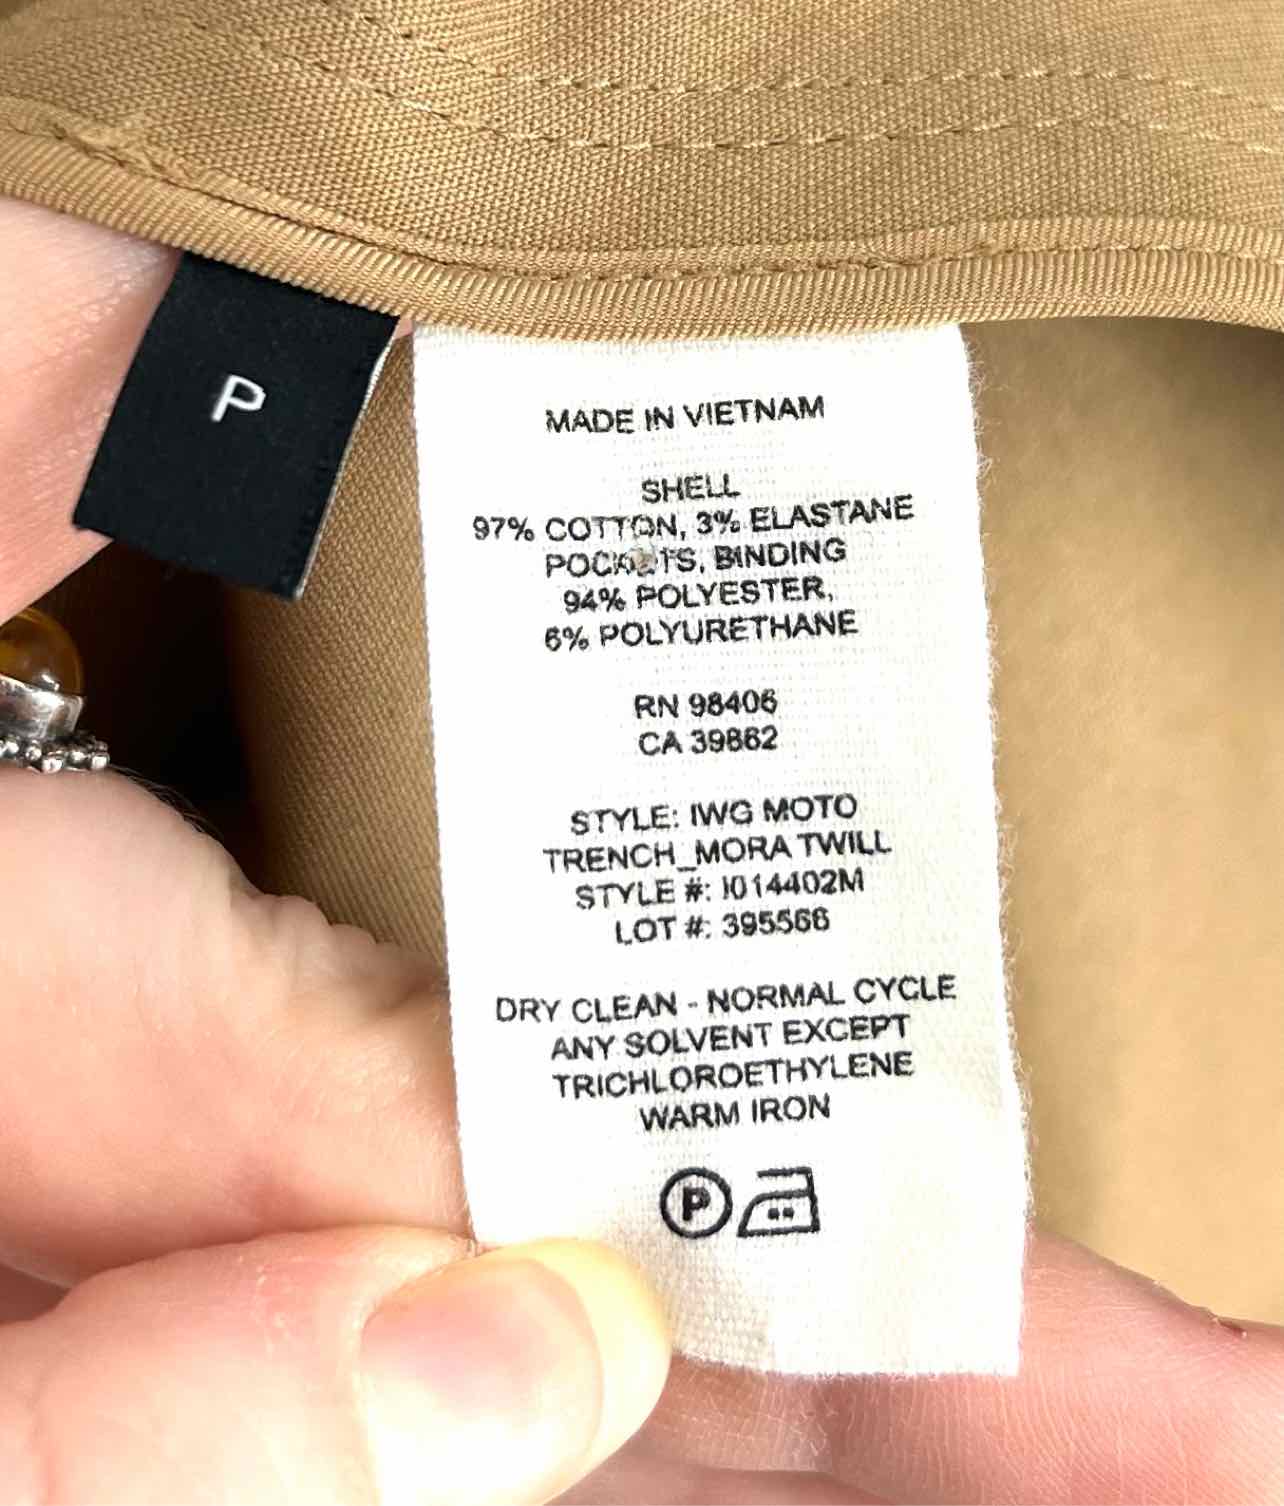 P
MADE IN VIETNAM
SHELL
97% COTTON, 3% ELASTANE
POCKETS, BINDING
94% POLYESTER,
6% POLYURETHANE
RN 98406
CA 39862
STYLE: IWG MOTO
TRENCH_MORA TWILL
STYLE #: I014402M
LOT #: 395566
DRY CLEAN - NORMAL CYCLE
ANY SOLVENT EXCEPT
TRICHLOROETHYLENE
WARM IRON
P